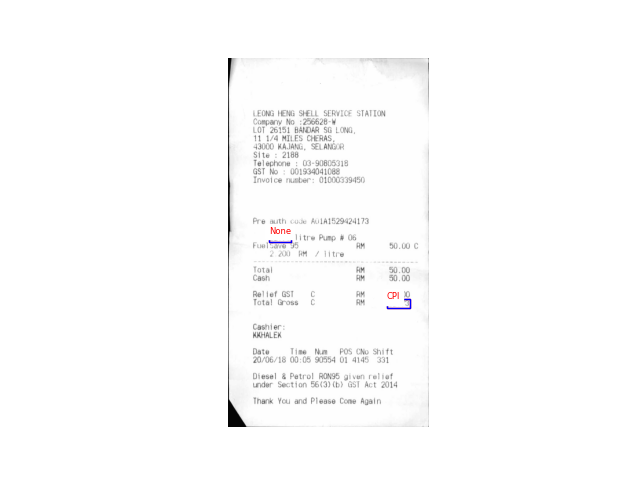 LEONG HENG SHELL SERVICE STATION
Company No :256628-W
LOT 26151 BANDAR SG LONG,
11 1/4 MILES CHERAS,
43000 KAJANG, SELANGOR
Site : 2188
Telephone : 03-90805318
GST No : 001934041088
Invoice number: 01000339450
Pre auth code A01A1529424173
None
litre Pump # 06
FuelSave 95 RM 50.00 C
2.200 RM / litre
Total RM 50.00
Cash RM 50.00
Relief GST C RM CPI
Total Gross C RM
Cashier:
KKHALEK
Date Time Num POS CNo Shift
20/06/18 00:05 90554 01 4145 331
Diesel & Petrol RON95 given relief
under Section 56(3)(b) GST Act 2014
Thank You and Please Come Again